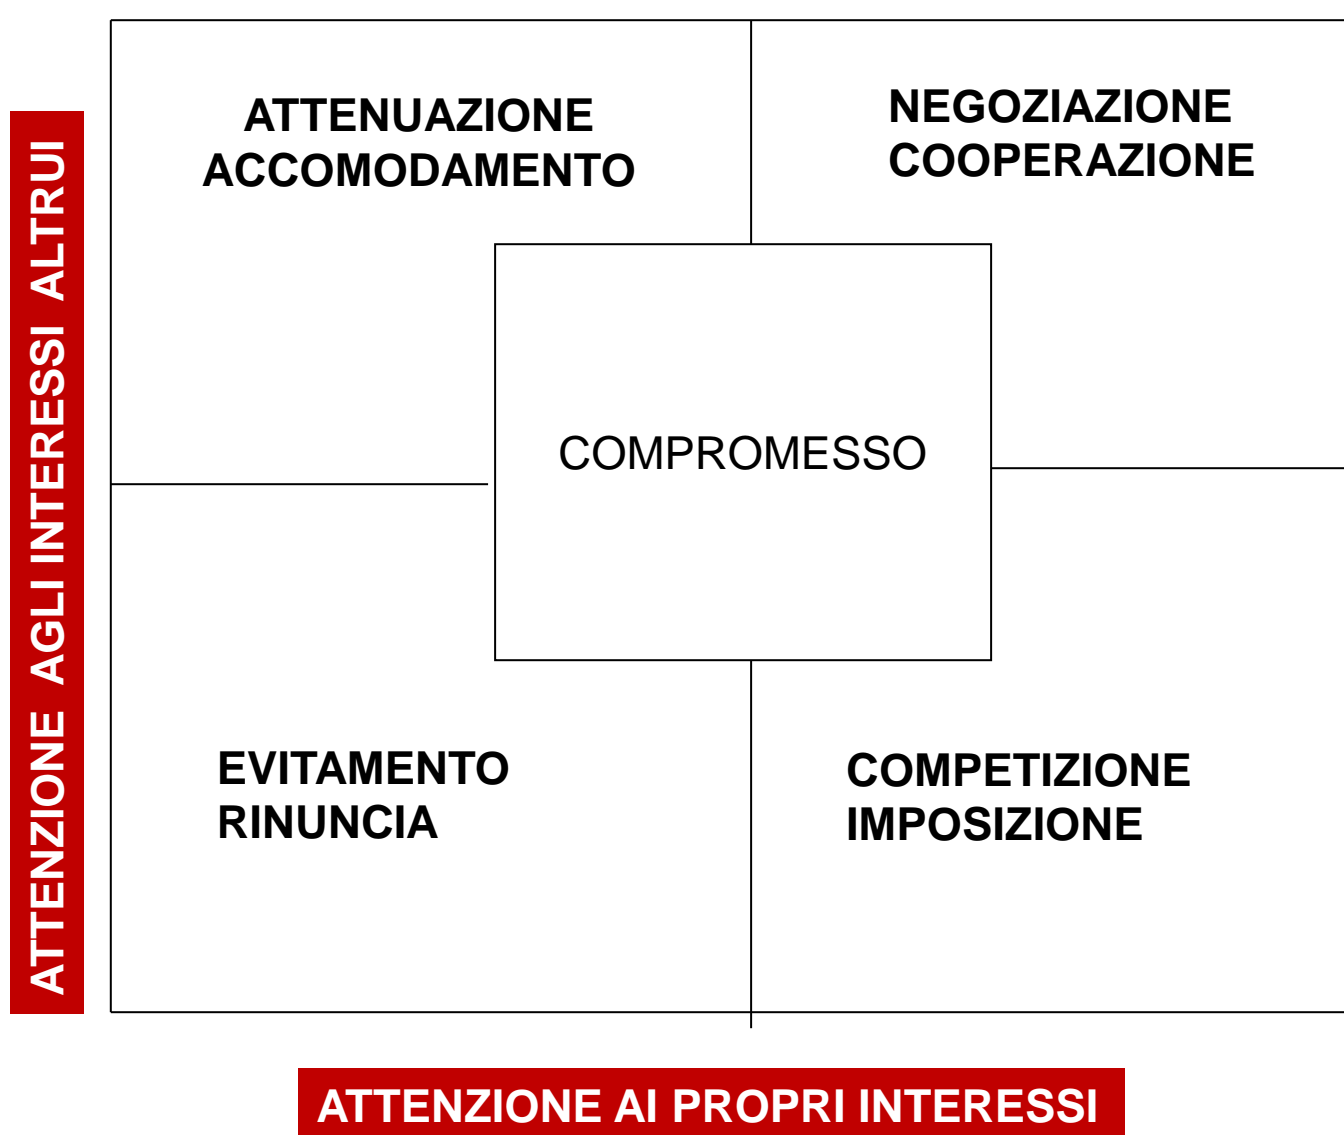 ATTENUAZIONE
ACCOMODAMENTO
NEGOZIAZIONE
COOPERAZIONE
ATTENZIONE AGLI INTERESSI ALTRUI
COMPROMESSO
EVITAMENTO
RINUNCIA
COMPETIZIONE
IMPOSIZIONE
ATTENZIONE AI PROPRI INTERESSI